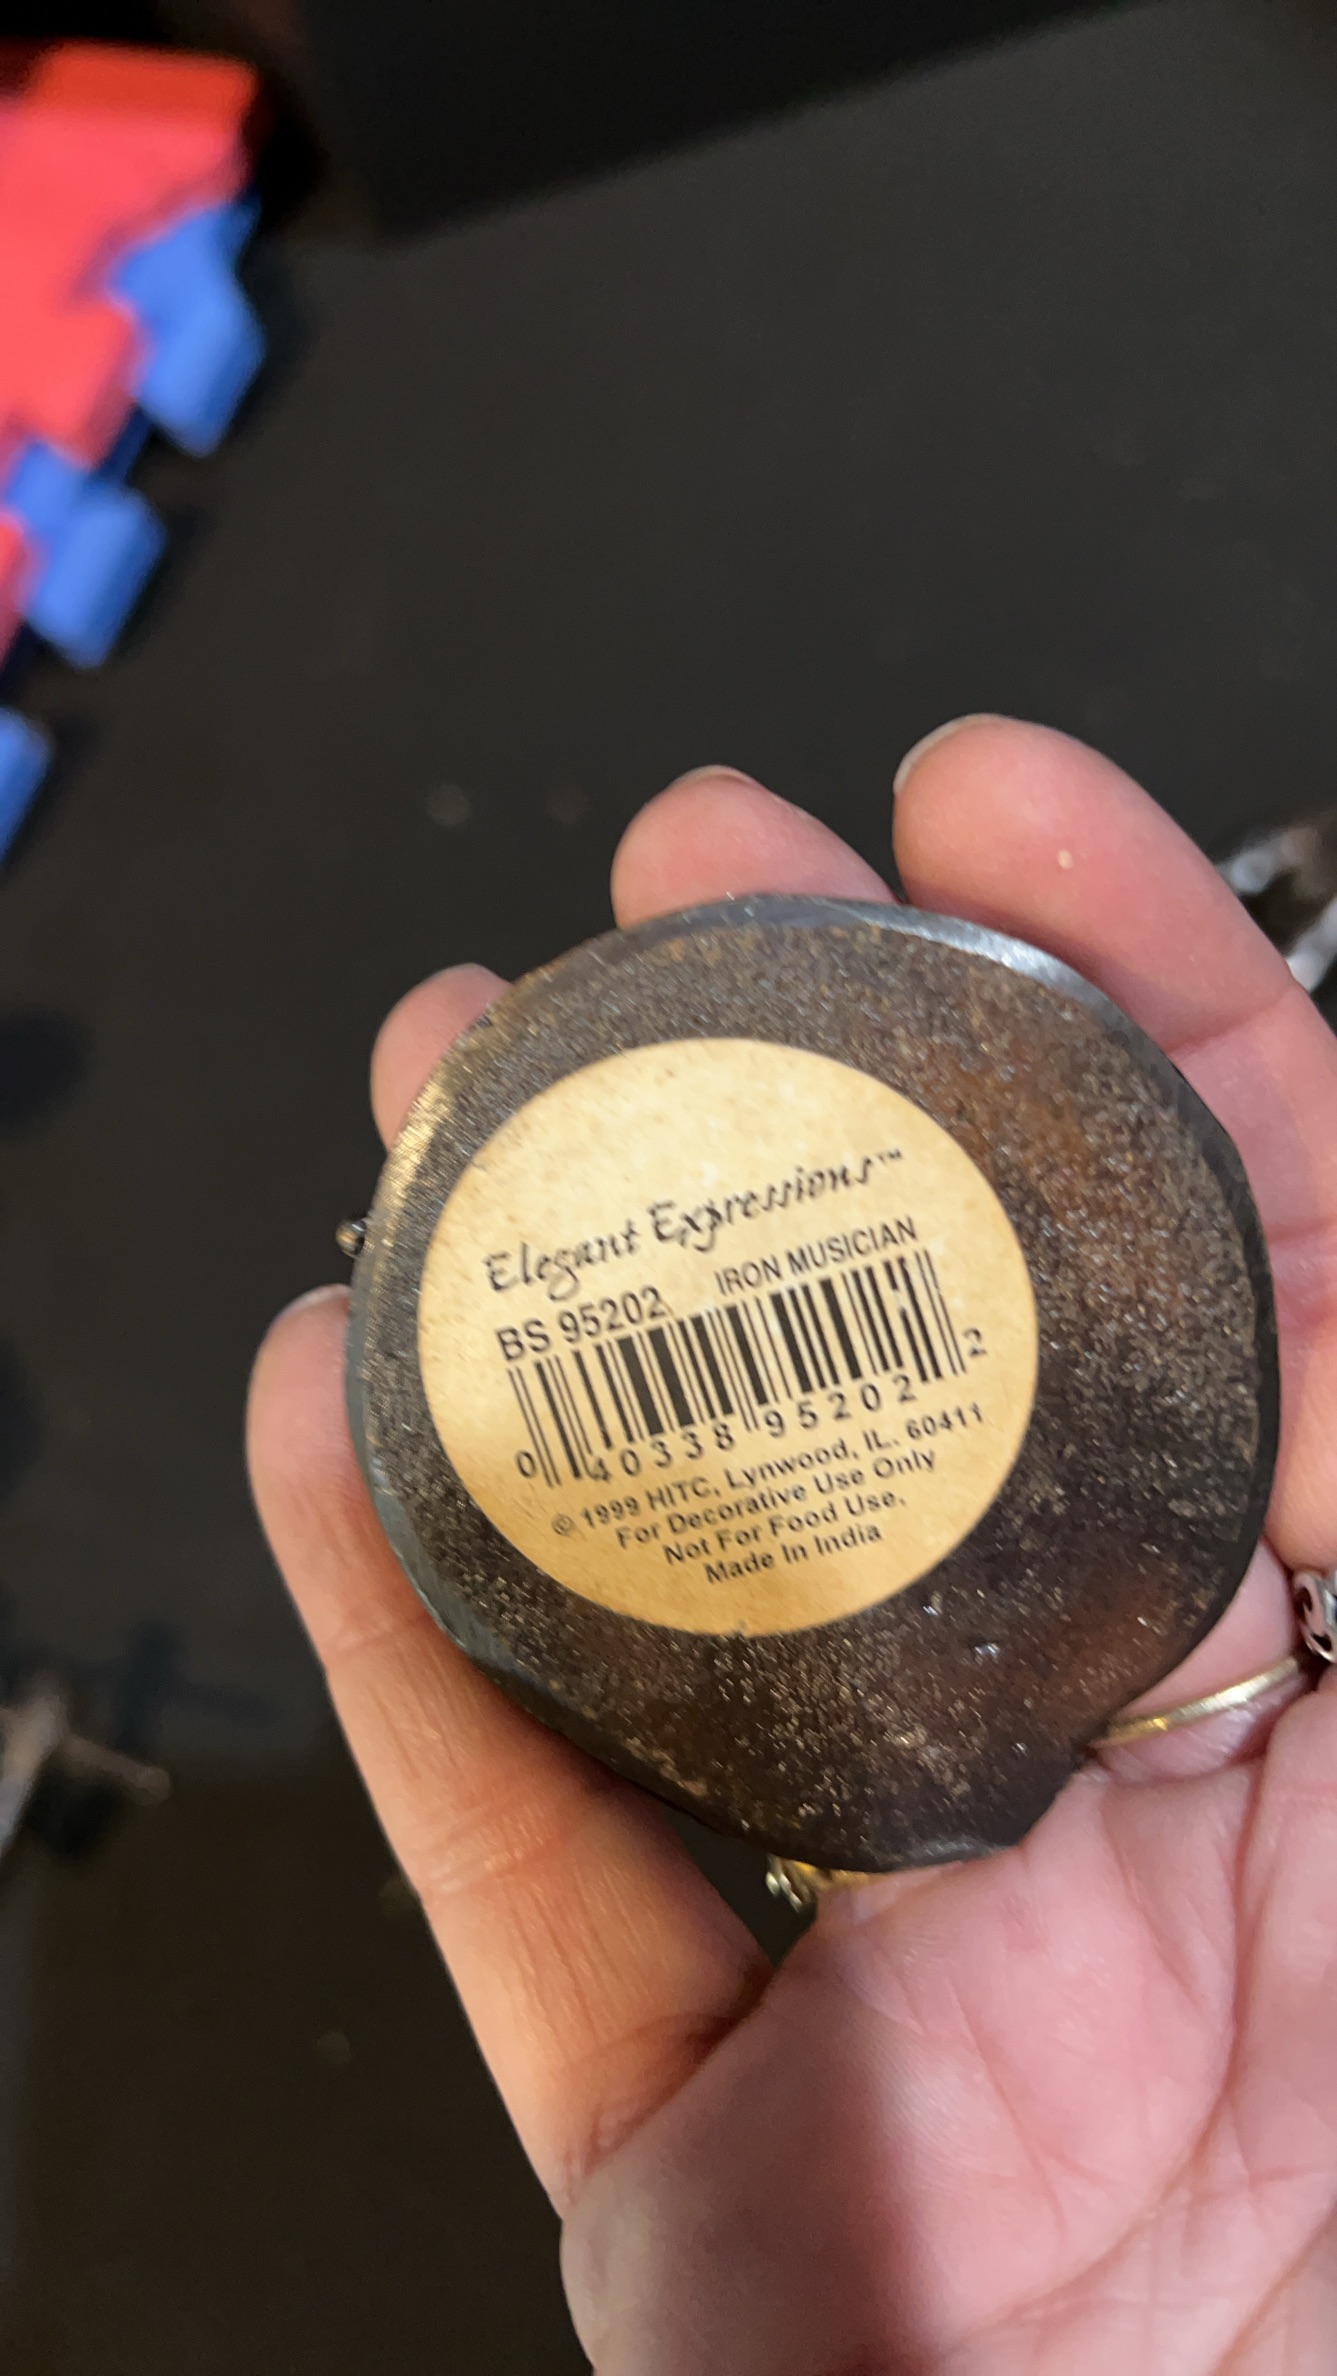 Elegant Expressions™
BS 95202 IRON MUSICIAN
0 40338 95202 2
© 1999 HITC, Lynwood, IL. 60411
For Decorative Use Only
Not For Food Use.
Made In India